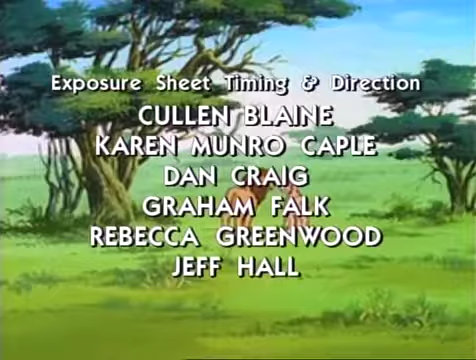 Exposure Sheet Timing & Direction
CULLEN BLAINE
KAREN MUNRO CAPLE
DAN CRAIG
GRAHAM FALK
REBECCA GREENWOOD
JEFF HALL